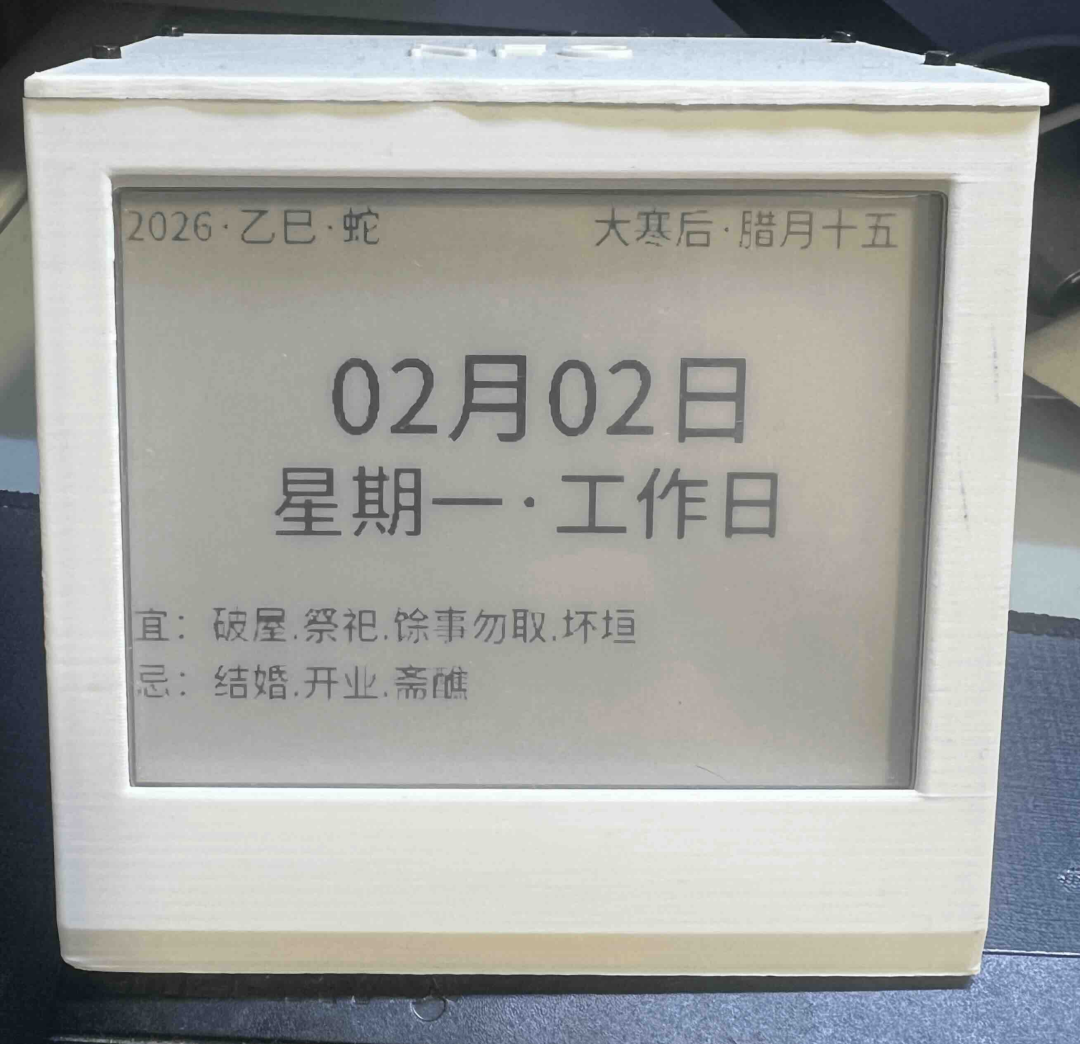 2026·乙巳·蛇
大寒后·腊月十五
02月02日
星期一·工作日
宜：破屋.祭祀.馀事勿取.坏垣
忌：结婚.开业.斋醮